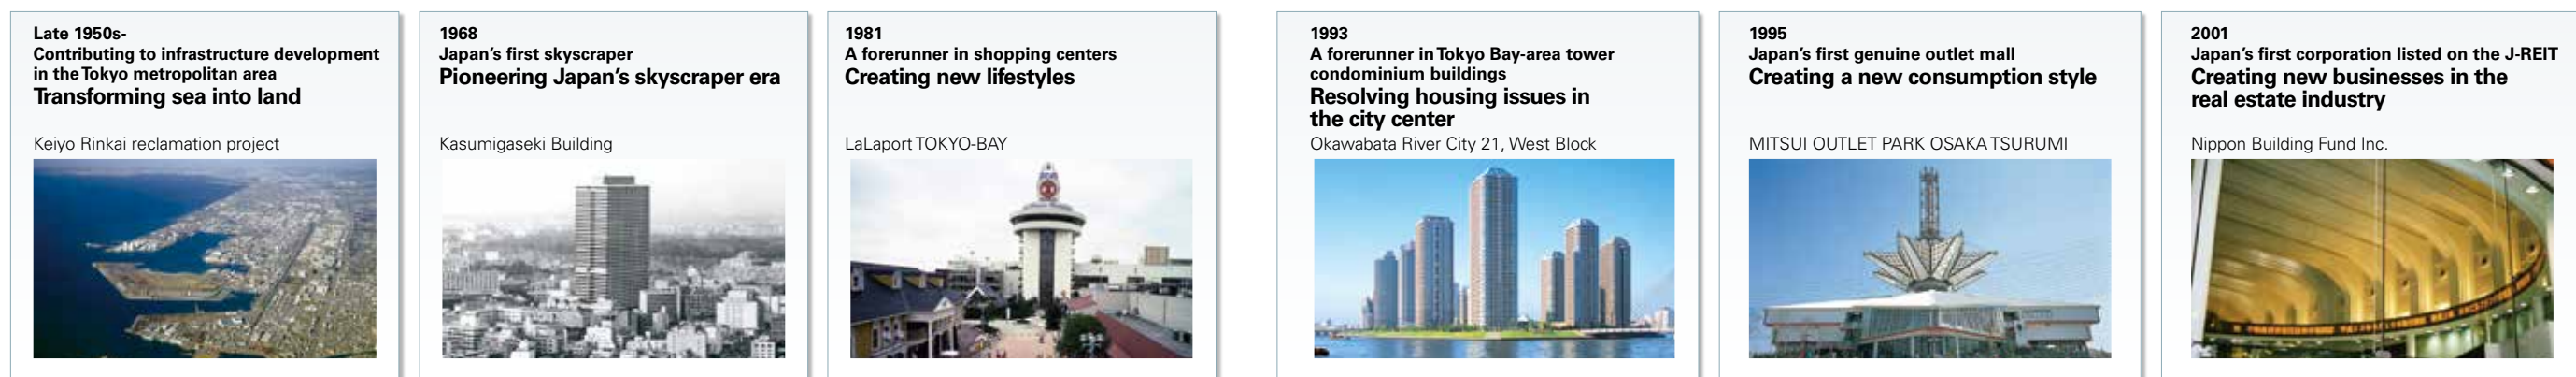 Late 1950s-
Contributing to infrastructure development
in the Tokyo metropolitan area
Transforming sea into land
Keiyo Rinkai reclamation project
1968
Japan's first skyscraper
Pioneering Japan's skyscraper era
Kasumigaseki Building
1981
A forerunner in shopping centers
Creating new lifestyles
LaLaport TOKYO-BAY
1993
A forerunner in Tokyo Bay-area tower
condominium buildings
Resolving housing issues in
the city center
Okawabata River City 21, West Block
1995
Japan's first genuine outlet mall
Creating a new consumption style
MITSUI OUTLET PARK OSAKA TSURUMI
2001
Japan's first corporation listed on the J-REIT
Creating new businesses in the
real estate industry
Nippon Building Fund Inc.